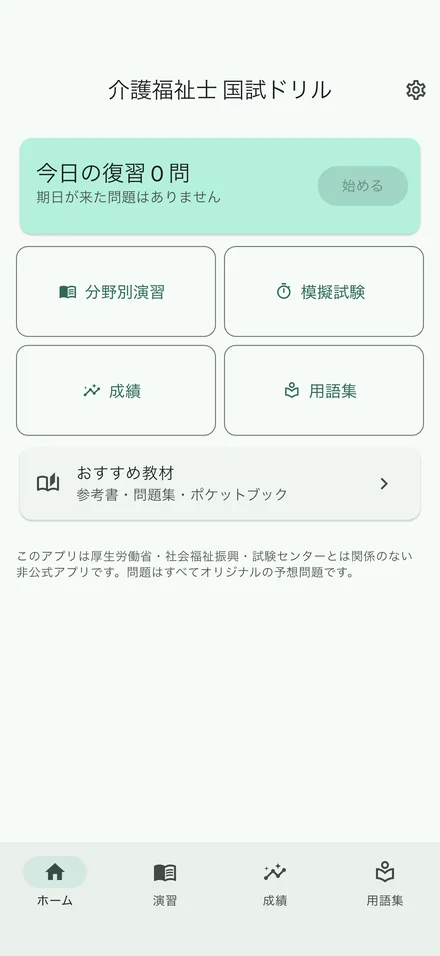 介護福祉士 国試ドリル
今日の復習 0 問
期日が来た問題はありません
始める
分野別演習
模擬試験
成績
用語集
おすすめ教材
参考書・問題集・ポケットブック
このアプリは厚生労働省・社会福祉振興・試験センターとは関係のない
非公式アプリです。問題はすべてオリジナルの予想問題です。
ホーム
演習
成績
用語集